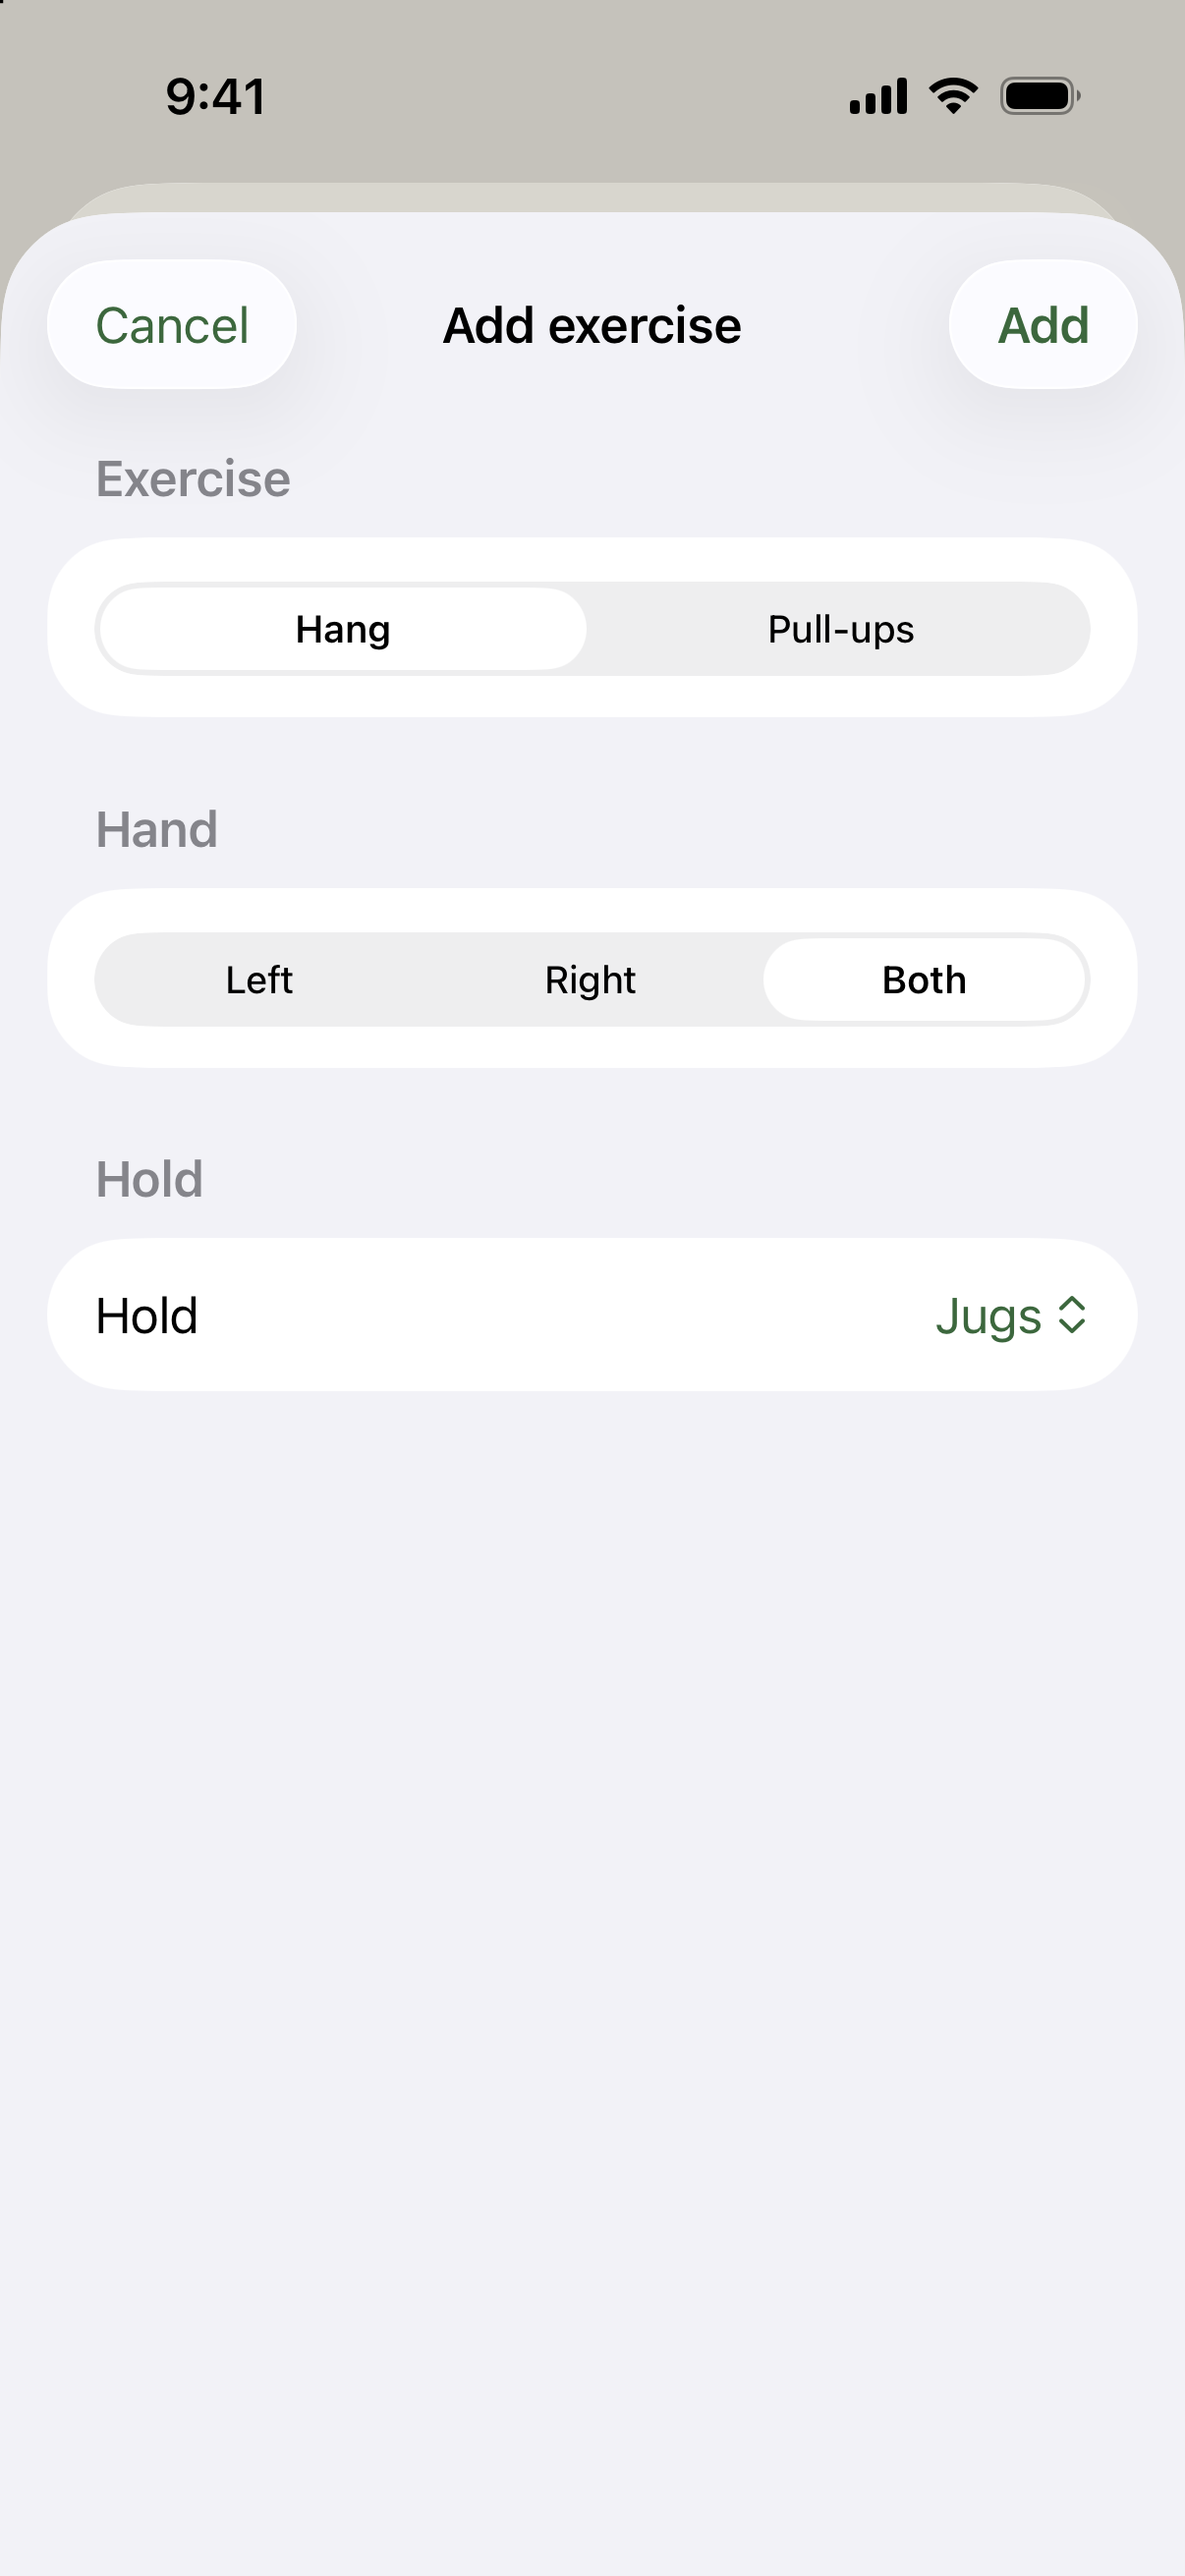 9:41
Cancel Add exercise Add
Exercise
Hang Pull-ups
Hand
Left Right Both
Hold
Hold Jugs